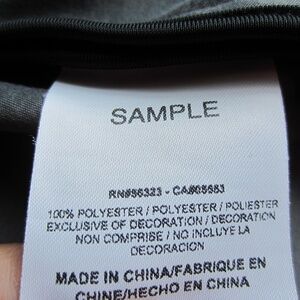 SAMPLE
RN#56323 - CA#05553
100% POLYESTER / POLYESTER / POLIESTER
EXCLUSIVE OF DECORATION / DECORATION
NON COMPRISE / NO INCLUYE LA
DECORACION
MADE IN CHINA/FABRIQUE EN
CHINE/HECHO EN CHINA